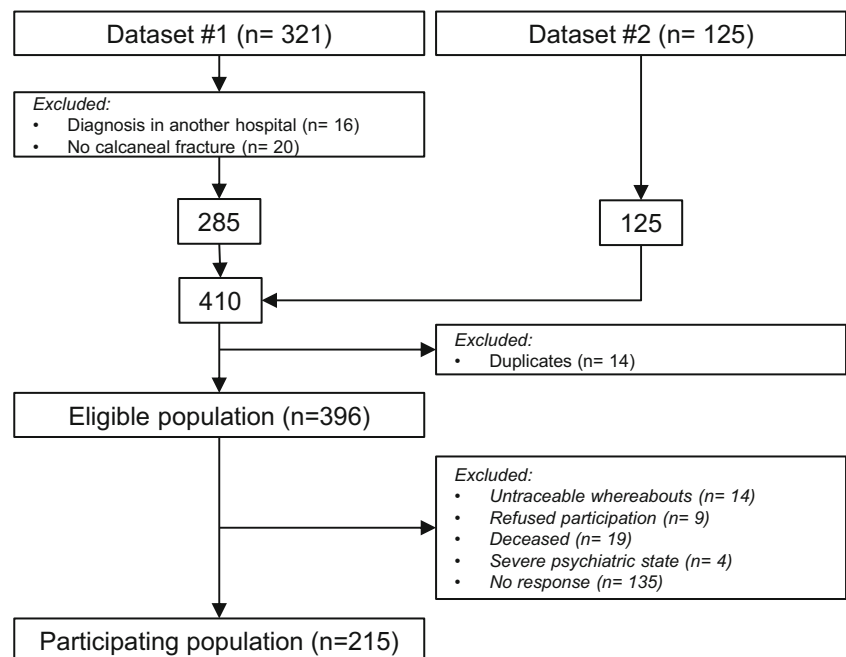 Dataset #1 (n= 321)
Dataset #2 (n= 125)
Excluded:
• Diagnosis in another hospital (n= 16)
• No calcaneal fracture (n= 20)
285
125
410
Excluded:
• Duplicates (n= 14)
Eligible population (n=396)
Excluded:
• Untraceable whereabouts (n= 14)
• Refused participation (n= 9)
• Deceased (n= 19)
• Severe psychiatric state (n= 4)
• No response (n= 135)
Participating population (n=215)